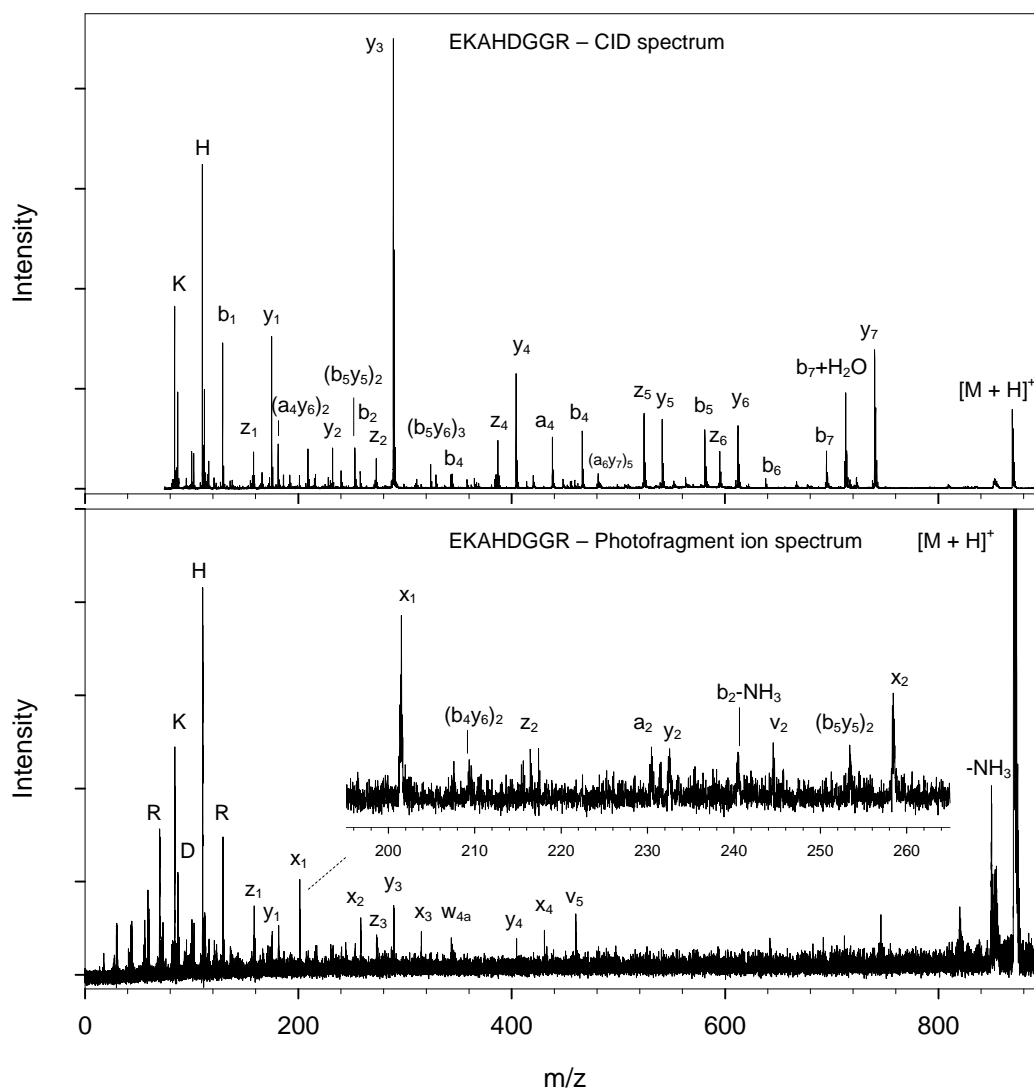 EKAHDGGR – CID spectrum
Intensity
K
H
b₁
y₁
z₁
(a₄y₆)₂
y₂
(b₅y₅)₂
b₂
z₂
y₃
(b₅y₆)₃
b₄
z₄
y₄
a₄
b₄
(a₆y₇)₅
z₅
y₅
b₅
z₆
y₆
b₆
b₇
b₇+H₂O
y₇
[M + H]⁺
EKAHDGGR – Photofragment ion spectrum
[M + H]⁺
Intensity
R
K
D
H
R
z₁
y₁
x₁
x₂
z₃
y₃
x₃
w₄ₐ
y₄
x₄
v₅
-NH₃
x₁
(b₄y₆)₂
z₂
a₂
y₂
b₂-NH₃
v₂
(b₅y₅)₂
x₂
200 210 220 230 240 250 260
0 200 400 600 800
m/z